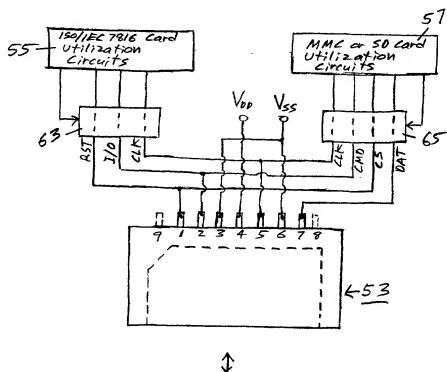 55
ISO/IEC 7816 Card
Utilization
Circuits
57
MMC or SD Card
Utilization
Circuits
63
RST
I/O
CLK
VDD
VSS
65
CLK
CMD
CS
DAT
9 1 2 3 4 5 6 7 8
53